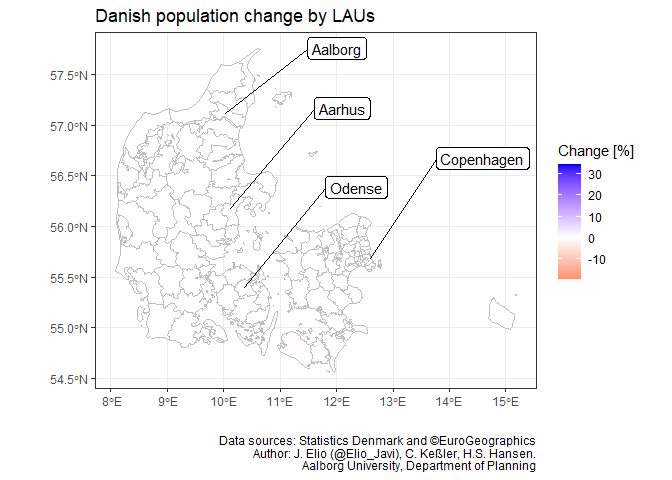 Danish population change by LAUs
Aalborg
Aarhus
Copenhagen
Odense
57.5°N
57.0°N
56.5°N
56.0°N
55.5°N
55.0°N
54.5°N
8°E 9°E 10°E 11°E 12°E 13°E 14°E 15°E
Change [%]
30
20
10
0
-10
Data sources: Statistics Denmark and ©EuroGeographics
Author: J. Elio (@Elio_Javi), C. Keßler, H.S. Hansen.
Aalborg University, Department of Planning